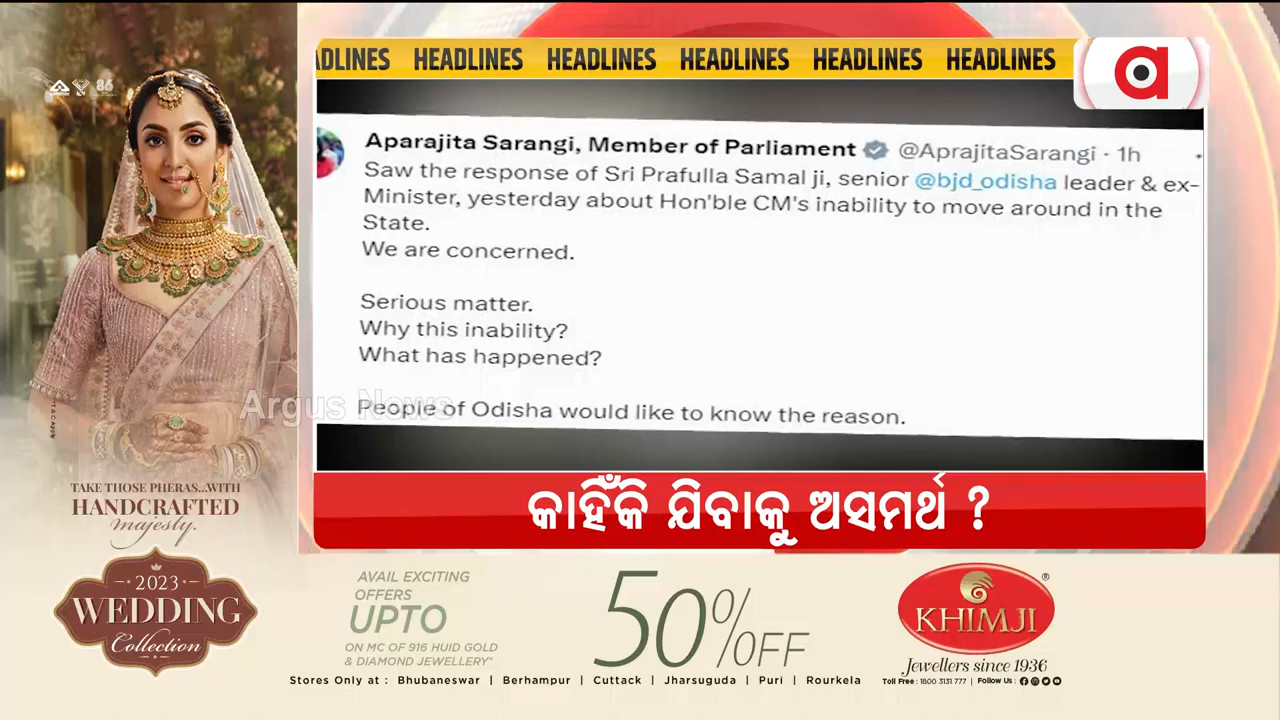 ADLINES HEADLINES HEADLINES HEADLINES HEADLINES HEADLINES
a
86
Aparajita Sarangi, Member of Parliament @AprajitaSarangi · 1h
Saw the response of Sri Prafulla Samal ji, senior @bjd_odisha leader & ex-
Minister, yesterday about Hon'ble CM's inability to move around in the
State.
We are concerned.
Serious matter.
Why this inability?
What has happened?
People of Odisha would like to know the reason.
Argus News
*T & C Apply
କାହିଁକି ଯିବାକୁ ଅସମର୍ଥ ?
TAKE THOSE PHERAS...WITH
HANDCRAFTED
majesty.
2023
WEDDING
Collection
AVAIL EXCITING
OFFERS
UPTO
ON MC OF 916 HUID GOLD
& DIAMOND JEWELLERY*
50% OFF
KHIMJI
®
Jewellers since 1936
Stores Only at : Bhubaneswar | Berhampur | Cuttack | Jharsuguda | Puri | Rourkela
Toll Free : 1800 3131 777 | Follow Us :